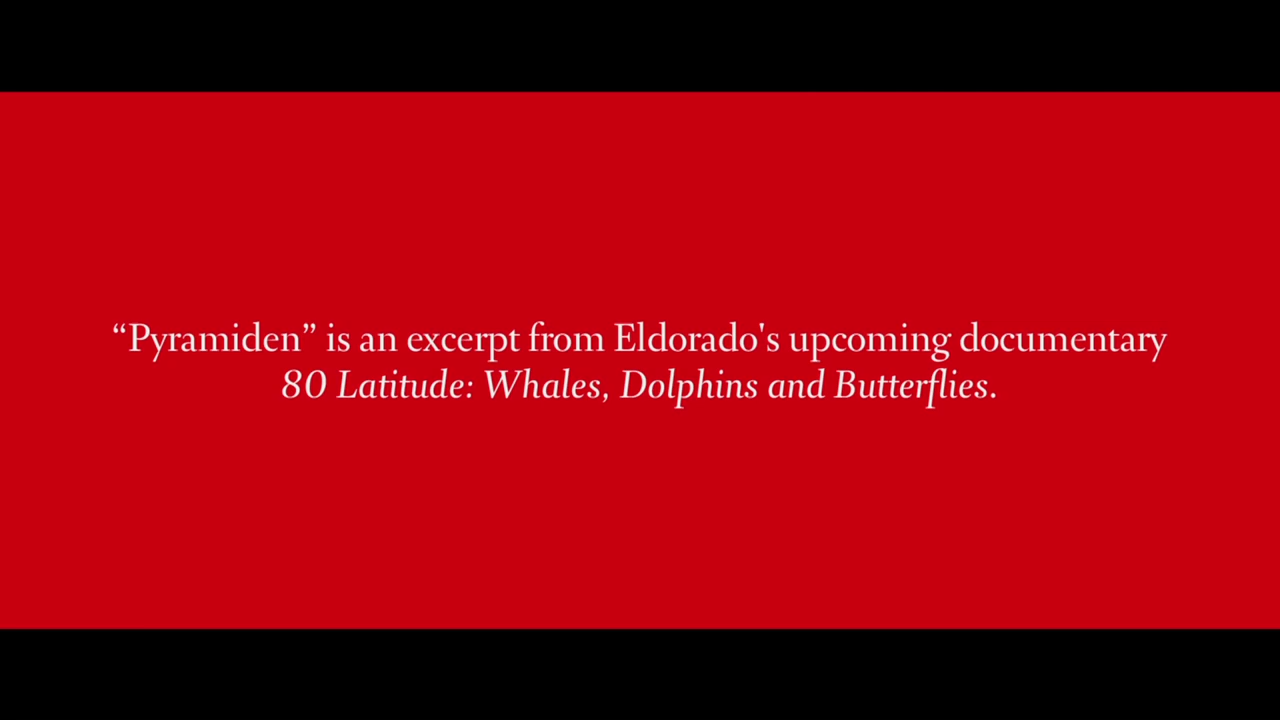 “Pyramiden” is an excerpt from Eldorado's upcoming documentary
80 Latitude: Whales, Dolphins and Butterflies.